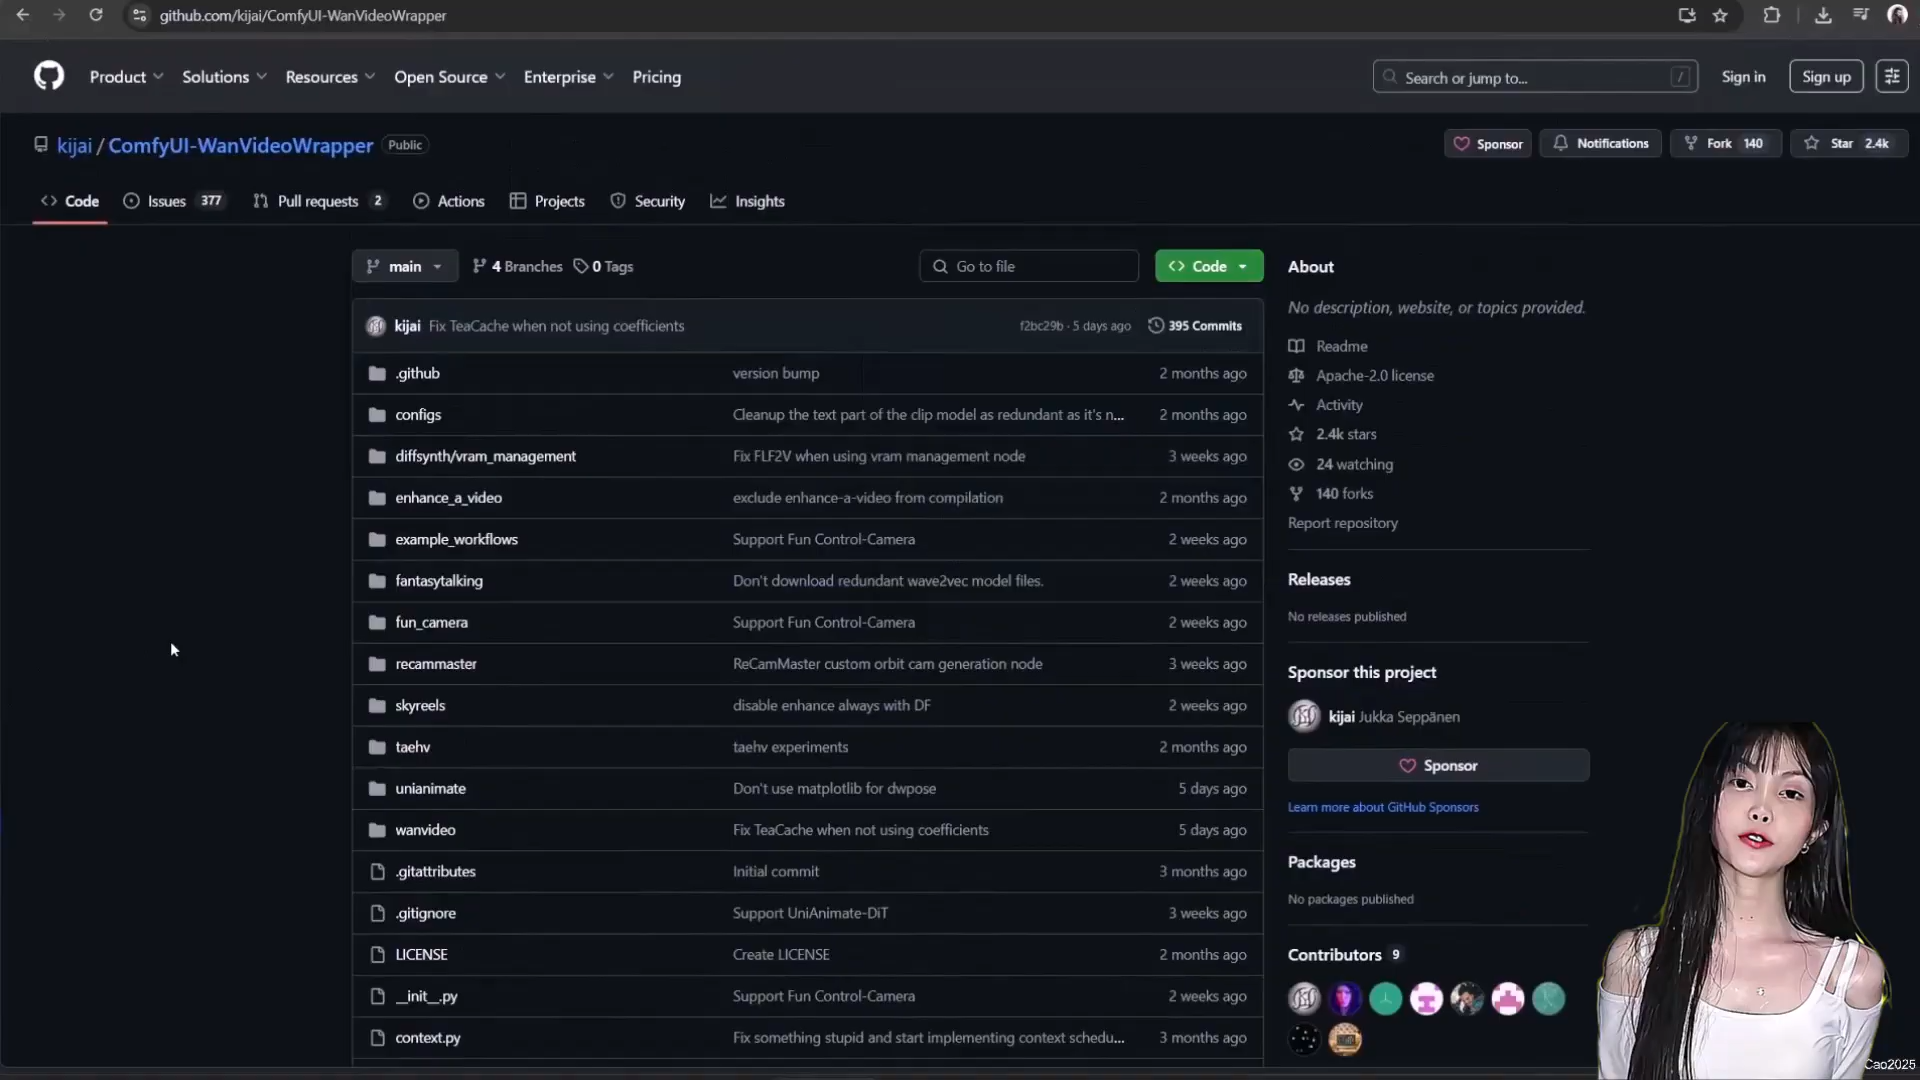 github.com/kijai/ComfyUI-WanVideoWrapper
Product Solutions Resources Open Source Enterprise Pricing Search or jump to... / Sign in Sign up
kijai / ComfyUI-WanVideoWrapper Public Sponsor Notifications Fork 140 Star 2.4k
Code Issues 377 Pull requests 2 Actions Projects Security Insights
main 4 Branches 0 Tags Go to file Code
kijai Fix TeaCache when not using coefficients f2bc29b · 5 days ago 395 Commits
.github version bump 2 months ago
configs Cleanup the text part of the clip model as redundant as it's n... 2 months ago
diffsynth/vram_management Fix FLF2V when using vram management node 3 weeks ago
enhance_a_video exclude enhance-a-video from compilation 2 months ago
example_workflows Support Fun Control-Camera 2 weeks ago
fantasytalking Don't download redundant wave2vec model files. 2 weeks ago
fun_camera Support Fun Control-Camera 2 weeks ago
recammaster ReCamMaster custom orbit cam generation node 3 weeks ago
skyreels disable enhance always with DF 2 weeks ago
taehv taehv experiments 2 months ago
unianimate Don't use matplotlib for dwpose 5 days ago
wanvideo Fix TeaCache when not using coefficients 5 days ago
.gitattributes Initial commit 3 months ago
.gitignore Support UniAnimate-DiT 3 weeks ago
LICENSE Create LICENSE 2 months ago
__init__.py Support Fun Control-Camera 2 weeks ago
context.py Fix something stupid and start implementing context schedu... 3 months ago
About
No description, website, or topics provided.
Readme
Apache-2.0 license
Activity
2.4k stars
24 watching
140 forks
Report repository
Releases
No releases published
Sponsor this project
kijai Jukka Seppänen
Sponsor
Learn more about GitHub Sponsors
Packages
No packages published
Contributors 9
Cao2025